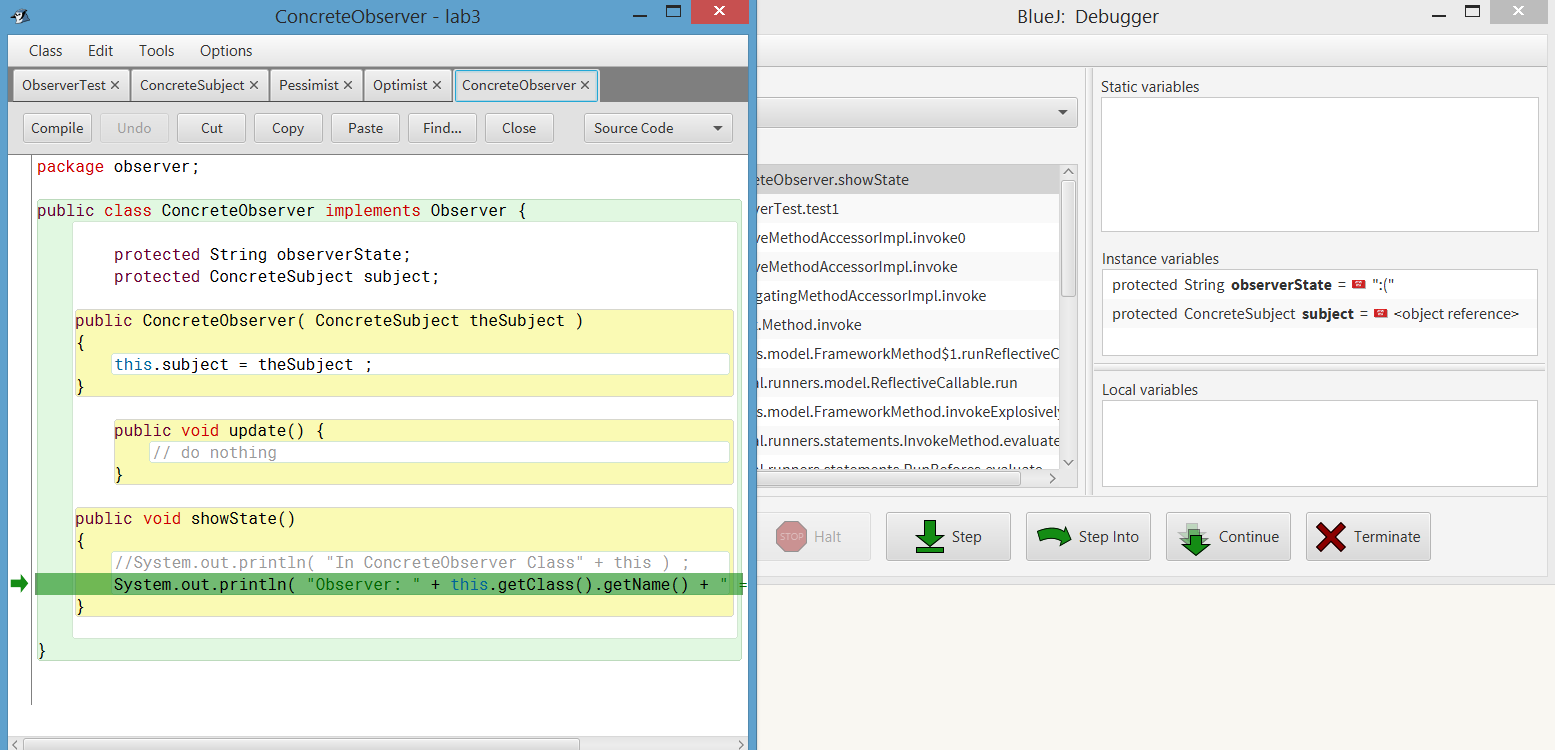 ConcreteObserver - lab3
Class Edit Tools Options
ObserverTest ConcreteSubject Pessimist Optimist ConcreteObserver
Compile Undo Cut Copy Paste Find... Close Source Code
package observer;
public class ConcreteObserver implements Observer {
protected String observerState;
protected ConcreteSubject subject;
public ConcreteObserver( ConcreteSubject theSubject )
{
this.subject = theSubject ;
}
public void update() {
// do nothing
}
public void showState()
{
//System.out.println( "In ConcreteObserver Class" + this ) ;
System.out.println( "Observer: " + this.getClass().getName() + " =
}
}
BlueJ: Debugger
eteObserver.showState
verTest.test1
veMethodAccessorImpl.invoke0
veMethodAccessorImpl.invoke
gatingMethodAccessorImpl.invoke
t.Method.invoke
s.model.FrameworkMethod$1.runReflectiveC
al.runners.model.ReflectiveCallable.run
s.model.FrameworkMethod.invokeExplosively
al.runners.statements.InvokeMethod.evaluate
al.runners.statements.RunBefores.evaluate
Static variables
Instance variables
protected String observerState = ":("
protected ConcreteSubject subject = <object reference>
Local variables
STOP Halt Step Step Into Continue Terminate